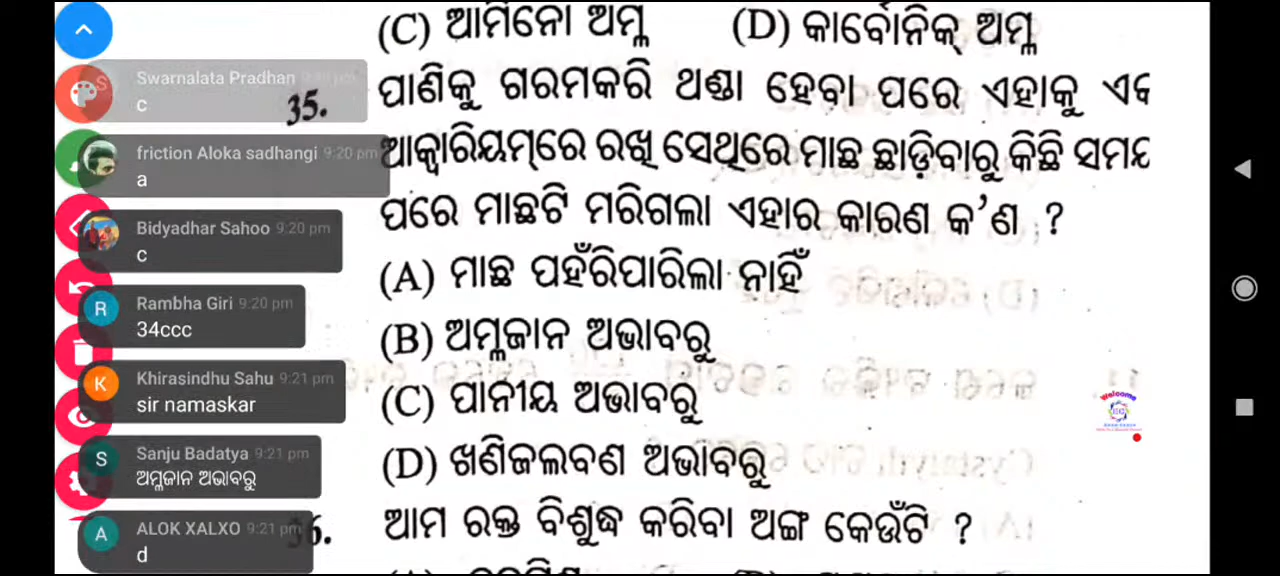 (C) ଆମିନୋ ଅମ୍ଳ (D) କାର୍ବୋନିକ୍ ଅମ୍ଳ
35. ପାଣିକୁ ଗରମକରି ଥଣ୍ଡା ହେବା ପରେ ଏହାକୁ ଏକ
ଆକ୍ୱାରିୟମ୍‌ରେ ରଖି ସେଥିରେ ମାଛ ଛାଡ଼ିବାରୁ କିଛି ସମୟ
ପରେ ମାଛଟି ମରିଗଲା ଏହାର କାରଣ କ'ଣ ?
(A) ମାଛ ପହଁରିପାରିଲା ନାହିଁ
(B) ଅମ୍ଳଜାନ ଅଭାବରୁ
(C) ପାନୀୟ ଅଭାବରୁ
(D) ଖଣିଜଲବଣ ଅଭାବରୁ
36. ଆମ ରକ୍ତ ବିଶୁଦ୍ଧ କରିବା ଅଙ୍ଗ କେଉଁଟି ?
Swarnalata Pradhan
c
friction Aloka sadhangi 9:20 pm
a
Bidyadhar Sahoo 9:20 pm
c
R Rambha Giri 9:20 pm
34ccc
K Khirasindhu Sahu 9:21 pm
sir namaskar
S Sanju Badatya 9:21 pm
ଅମ୍ଳଜାନ ଅଭାବରୁ
A ALOK XALXO 9:21 pm
d
Welcome